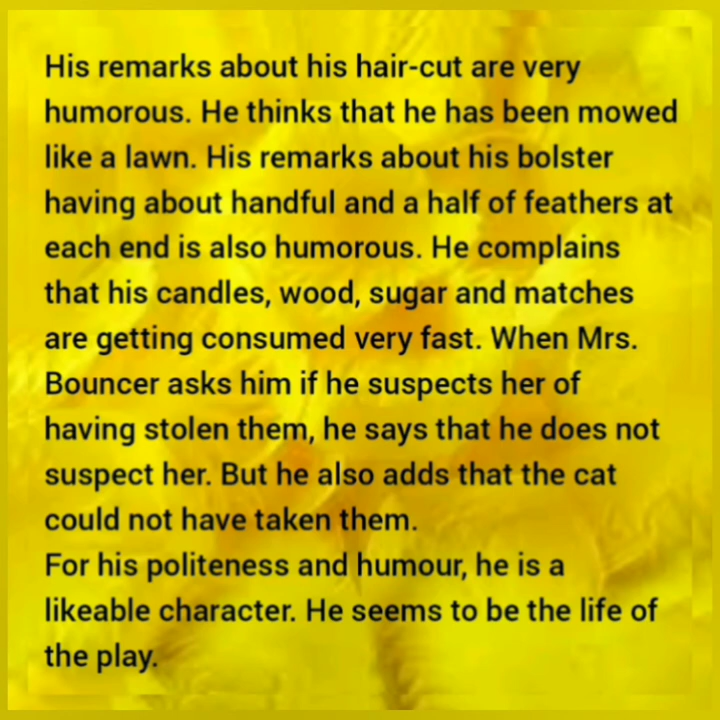 His remarks about his hair-cut are very
humorous. He thinks that he has been mowed
like a lawn. His remarks about his bolster
having about handful and a half of feathers at
each end is also humorous. He complains
that his candles, wood, sugar and matches
are getting consumed very fast. When Mrs.
Bouncer asks him if he suspects her of
having stolen them, he says that he does not
suspect her. But he also adds that the cat
could not have taken them.
For his politeness and humour, he is a
likeable character. He seems to be the life of
the play.